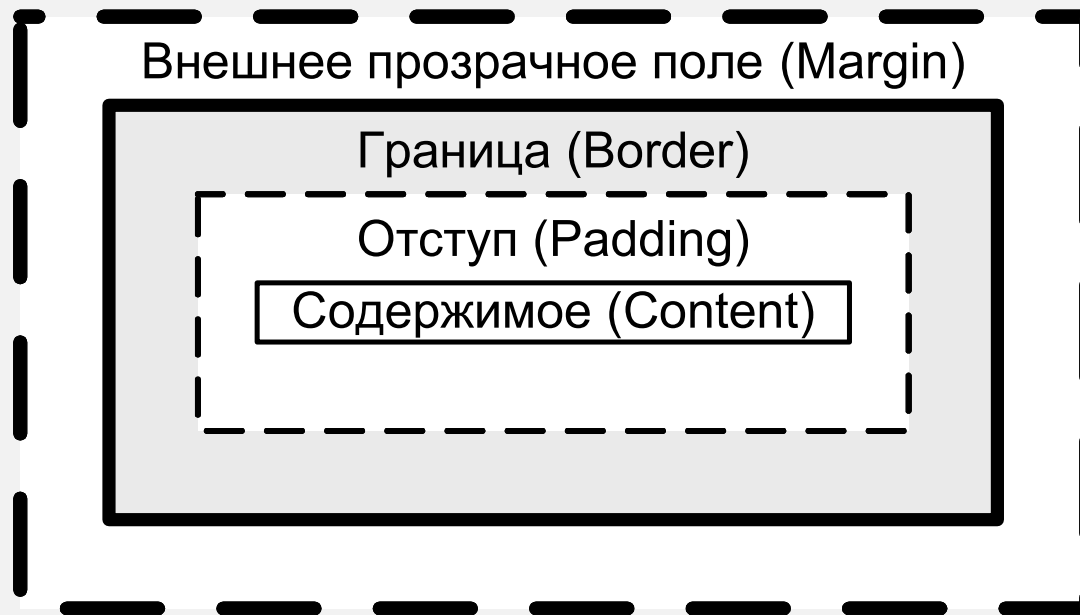 Внешнее прозрачное поле (Margin)
Граница (Border)
Отступ (Padding)
Содержимое (Content)